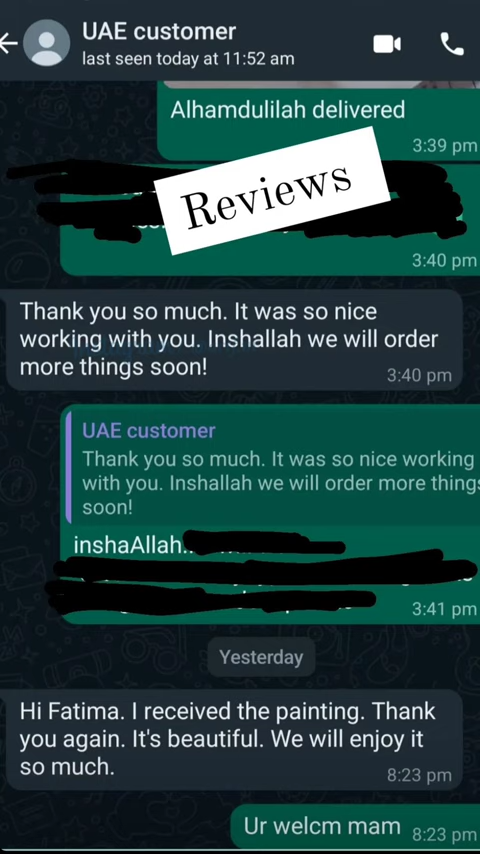 UAE customer
last seen today at 11:52 am
Alhamdulilah delivered
3:39 pm
Reviews
3:40 pm
Thank you so much. It was so nice
working with you. Inshallah we will order
more things soon!
3:40 pm
UAE customer
Thank you so much. It was so nice working
with you. Inshallah we will order more things
soon!
inshaAllah.
3:41 pm
Yesterday
Hi Fatima. I received the painting. Thank
you again. It's beautiful. We will enjoy it
so much.
8:23 pm
Ur welcm mam
8:23 pm